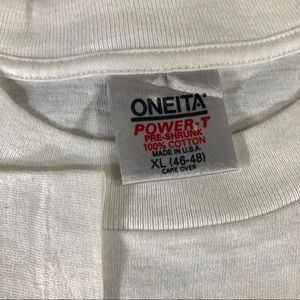 ONEITA®
POWER-T
PRE-SHRUNK
100% COTTON
MADE IN U.S.A.
XL (46-48)
CARE OVER